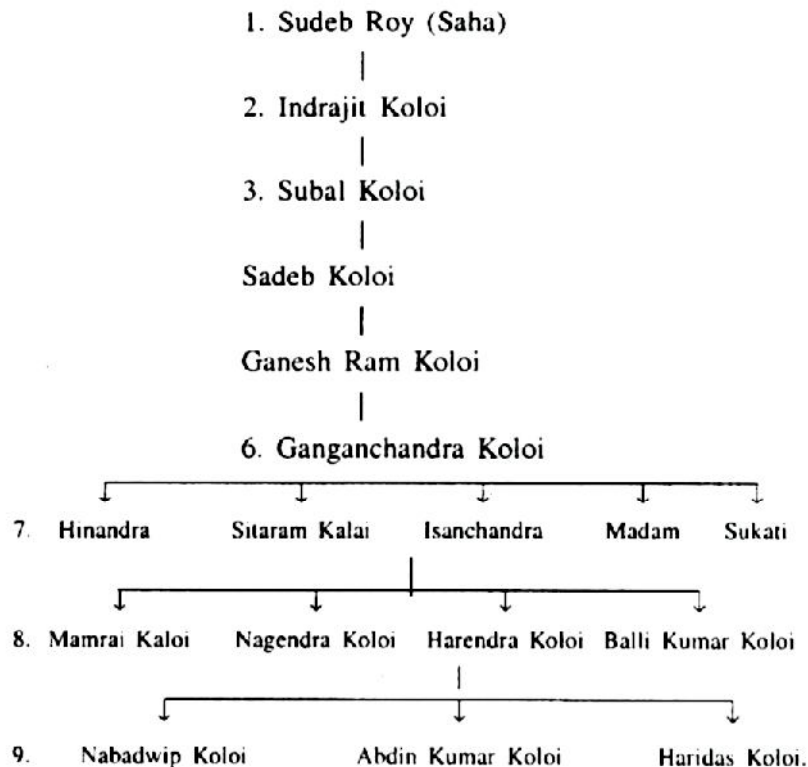 1. Sudeb Roy (Saha)
2. Indrajit Koloi
3. Subal Koloi
Sadeb Koloi
Ganesh Ram Koloi
6. Ganganchandra Koloi
7. Hinandra Sitaram Kalai Isanchandra Madam Sukati
8. Mamrai Kaloi Nagendra Koloi Harendra Koloi Balli Kumar Koloi
9. Nabadwip Koloi Abdin Kumar Koloi Haridas Koloi.